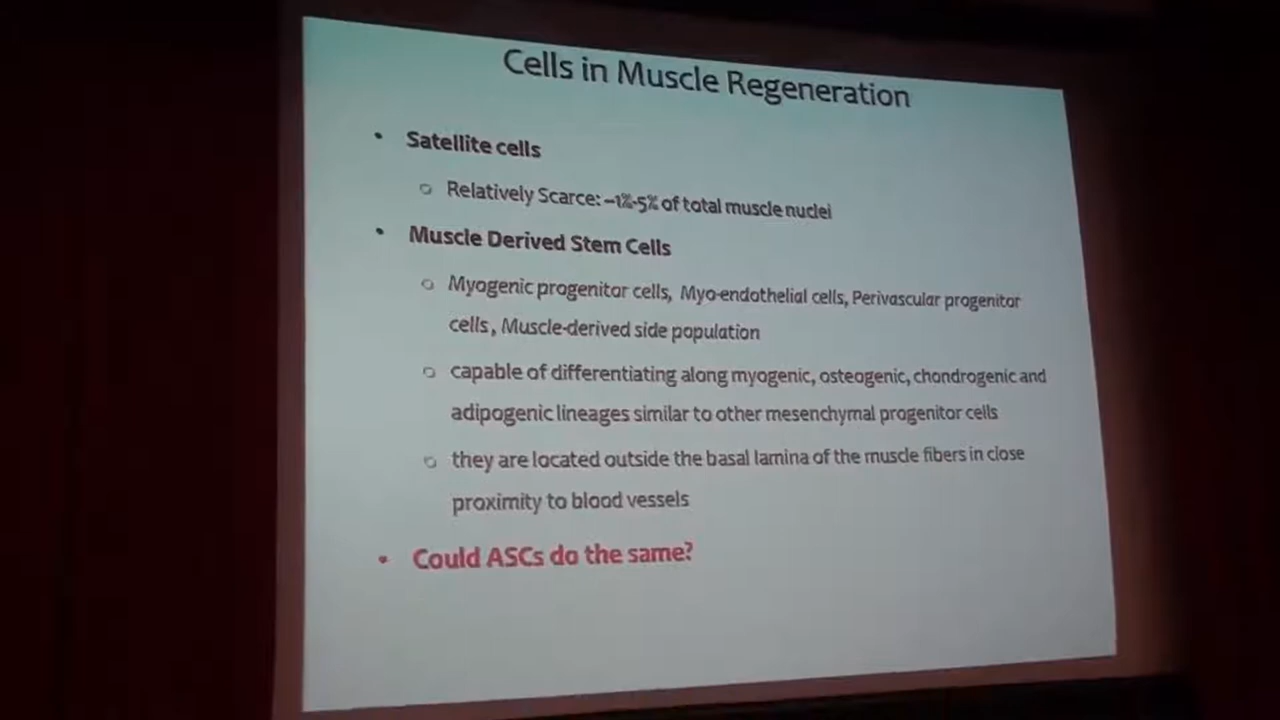 Cells in Muscle Regeneration
• Satellite cells
○ Relatively Scarce: ~1%-5% of total muscle nuclei
• Muscle Derived Stem Cells
○ Myogenic progenitor cells, Myo-endothelial cells, Perivascular progenitor
cells, Muscle-derived side population
○ capable of differentiating along myogenic, osteogenic, chondrogenic and
adipogenic lineages similar to other mesenchymal progenitor cells
○ they are located outside the basal lamina of the muscle fibers in close
proximity to blood vessels
• Could ASCs do the same?